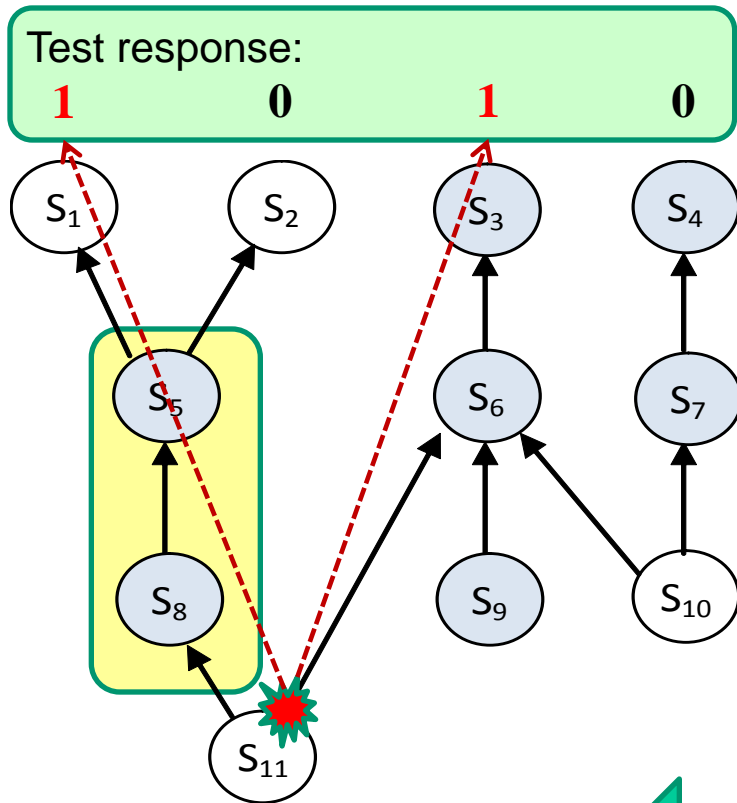 Test response:
1 0 1 0
S₁ S₂ S₃ S₄
S₅ S₆ S₇
S₈ S₉ S₁₀
S₁₁